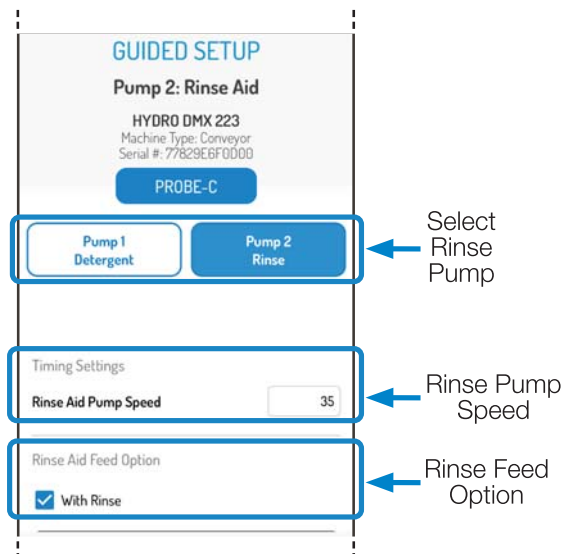 GUIDED SETUP
Pump 2: Rinse Aid
HYDRO DMX 223
Machine Type: Conveyor
Serial #: 77829E6F0D00
PROBE-C
Pump 1
Detergent
Pump 2
Rinse
Select
Rinse
Pump
Timing Settings
Rinse Aid Pump Speed
35
Rinse Pump
Speed
Rinse Aid Feed Option
With Rinse
Rinse Feed
Option